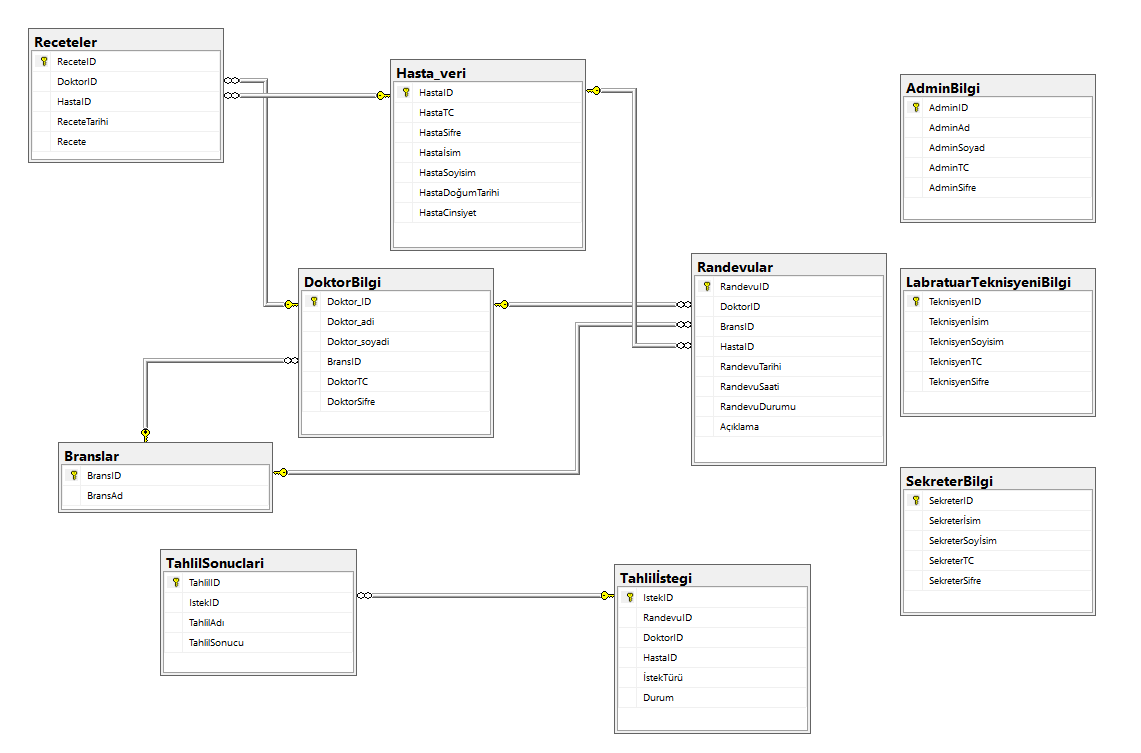 Receteler
ReceteID
DoktorID
HastaID
ReceteTarihi
Recete
Hasta_veri
HastaID
HastaTC
HastaSifre
Hastaİsim
HastaSoyisim
HastaDoğumTarihi
HastaCinsiyet
AdminBilgi
AdminID
AdminAd
AdminSoyad
AdminTC
AdminSifre
DoktorBilgi
Doktor_ID
Doktor_adi
Doktor_soyadi
BransID
DoktorTC
DoktorSifre
Randevular
RandevuID
DoktorID
BransID
HastaID
RandevuTarihi
RandevuSaati
RandevuDurumu
Açıklama
LabratuarTeknisyeniBilgi
TeknisyenID
Teknisyenİsim
TeknisyenSoyisim
TeknisyenTC
TeknisyenSifre
Branslar
BransID
BransAd
SekreterBilgi
SekreterID
Sekreterİsim
SekreterSoyİsim
SekreterTC
SekreterSifre
TahlilSonuclari
TahlilID
IstekID
TahlilAdı
TahlilSonucu
Tahlilİstegi
IstekID
RandevuID
DoktorID
HastaID
İstekTürü
Durum